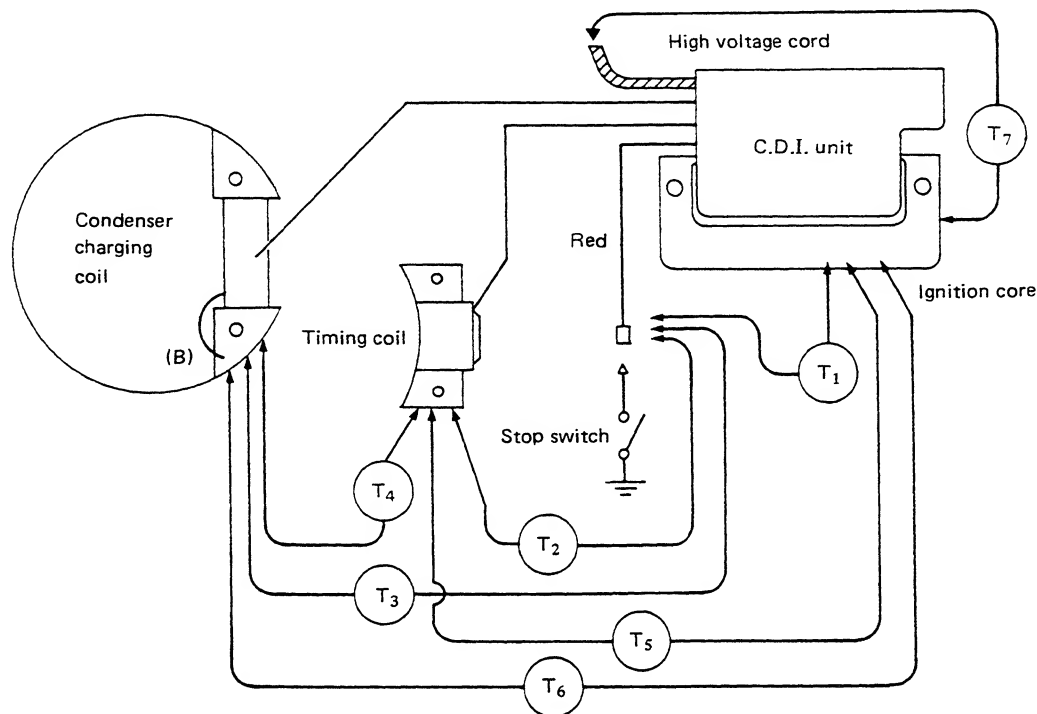 High voltage cord
C.D.I. unit
T7
Condenser
charging
coil
Red
Ignition core
Timing coil
(B)
T1
Stop switch
T4
T2
T3
T5
T6